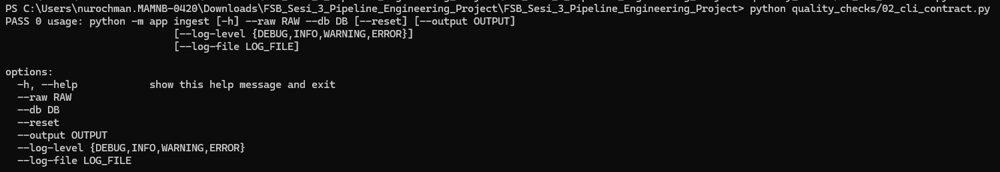 PS C:\Users\nurochman.MAMNB-0420\Downloads\FSB_Sesi_3_Pipeline_Engineering_Project\FSB_Sesi_3_Pipeline_Engineering_Project> python quality_checks/02_cli_contract.py
PASS 0 usage: python -m app ingest [-h] --raw RAW --db DB [--reset] [--output OUTPUT]
                            [--log-level {DEBUG,INFO,WARNING,ERROR}]
                            [--log-file LOG_FILE]

options:
  -h, --help            show this help message and exit
  --raw RAW
  --db DB
  --reset
  --output OUTPUT
  --log-level {DEBUG,INFO,WARNING,ERROR}
  --log-file LOG_FILE